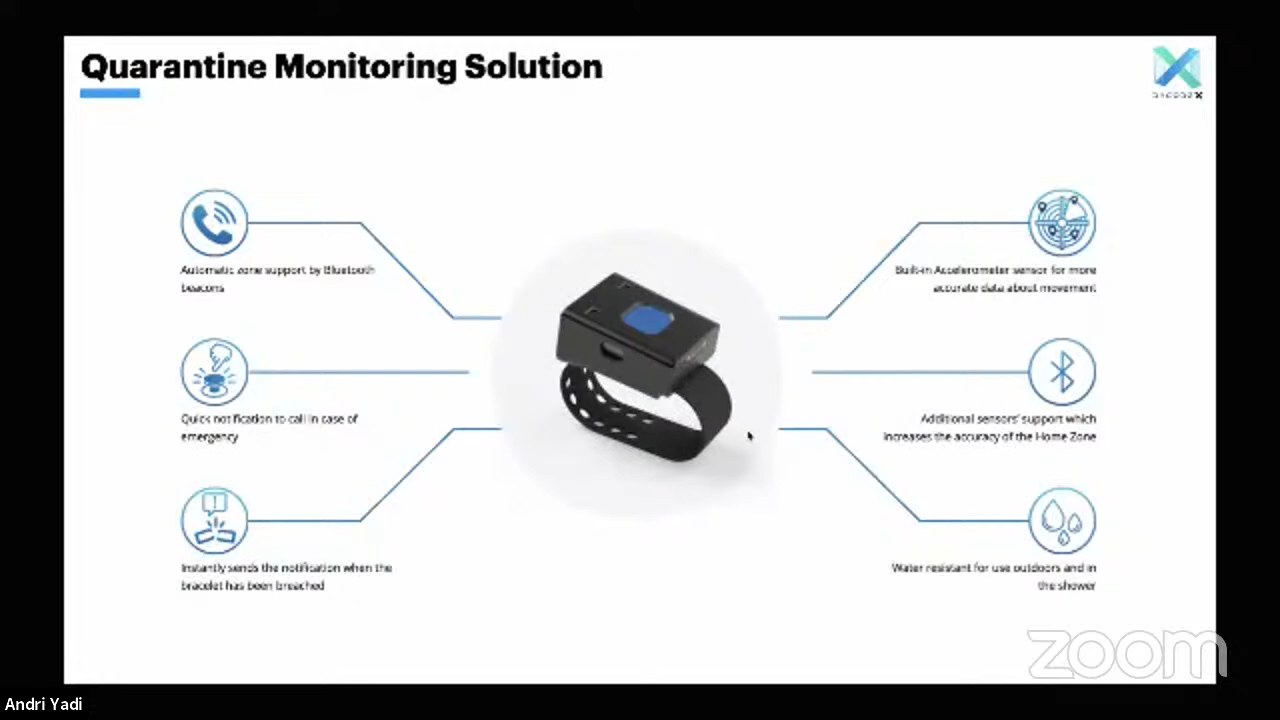 Quarantine Monitoring Solution
Automatic zone support by Bluetooth
beacons
Quick notification to call in case of
emergency
Instantly sends the notification when the
bracelet has been breached
Built-in Accelerometer sensor for more
accurate data about movement
Additional sensors' support which
increases the accuracy of the Home Zone
Water resistant for use outdoors and in
the shower
zoom
Andri Yadi